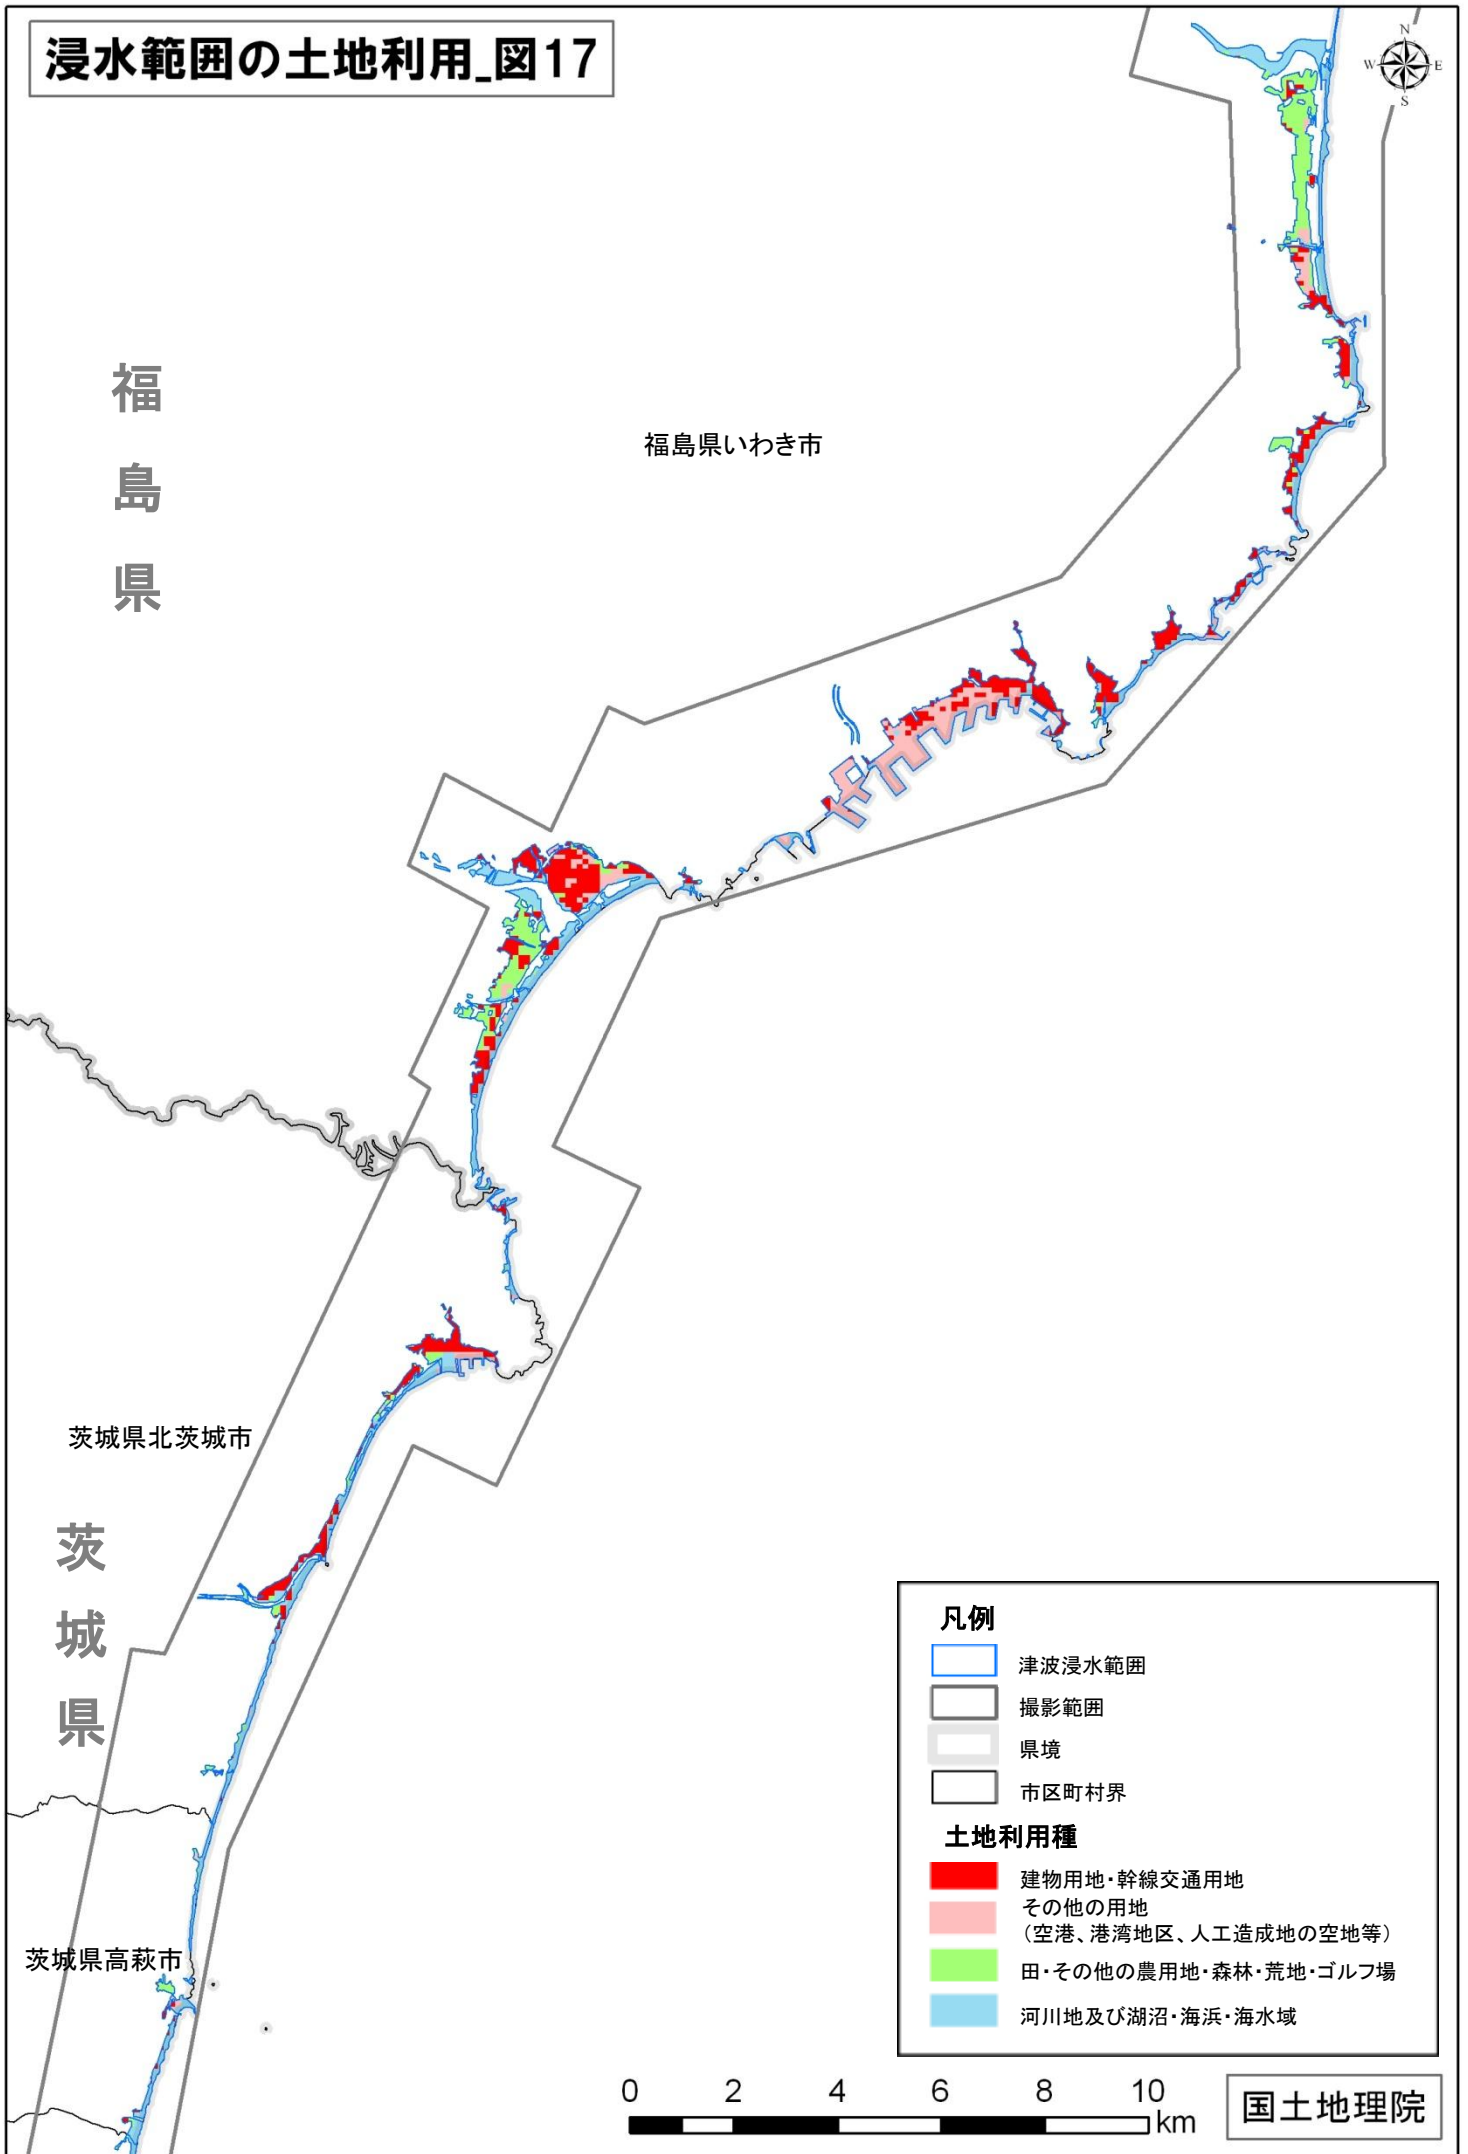 浸水範囲の土地利用_図17
N
W E
S
福島県
福島県いわき市
茨城県北茨城市
茨城県
茨城県高萩市
凡例
津波浸水範囲
撮影範囲
県境
市区町村界
土地利用種
建物用地・幹線交通用地
その他の用地
（空港、港湾地区、人工造成地の空地等）
田・その他の農用地・森林・荒地・ゴルフ場
河川地及び湖沼・海浜・海水域
0 2 4 6 8 10
km
国土地理院